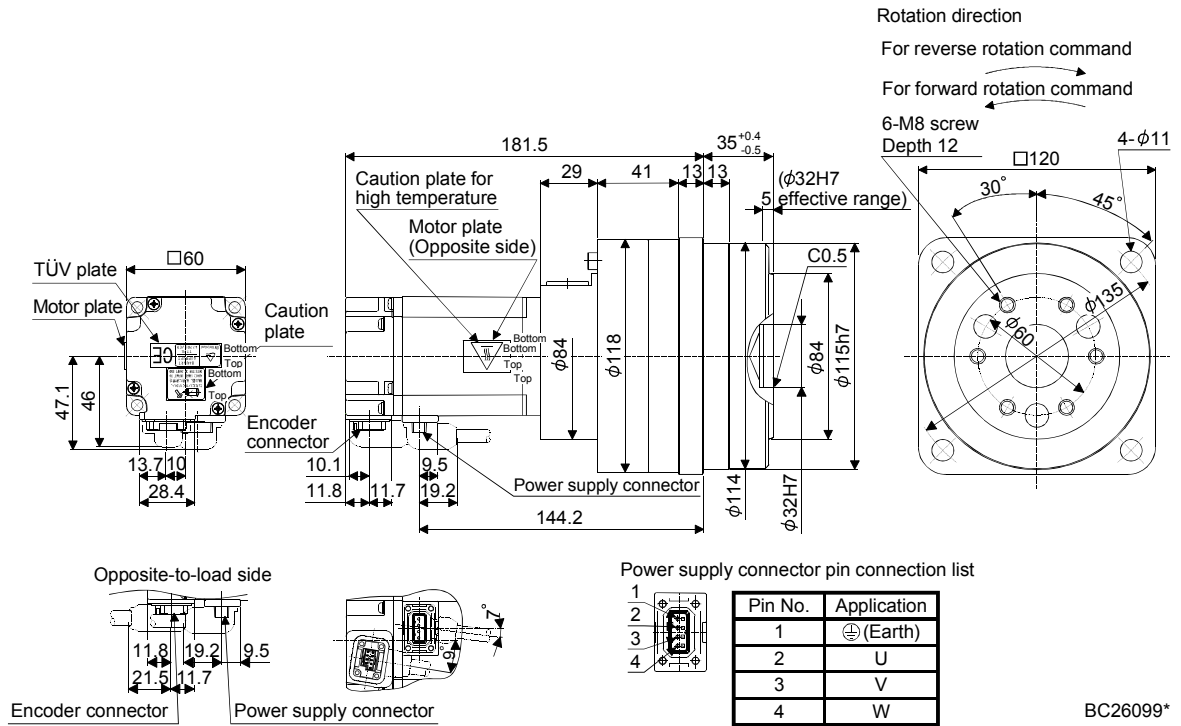 Rotation direction
For reverse rotation command
For forward rotation command
6-M8 screw
Depth 12
4-ϕ11
□120
30°
45°
ϕ135
ϕ60
181.5
35 +0.4 -0.5
29
41
13
13
(ϕ32H7
5 effective range)
Caution plate for
high temperature
Motor plate
(Opposite side)
C0.5
Bottom
Bottom
Top
Top
ϕ84
ϕ118
ϕ84
ϕ115h7
ϕ114
ϕ32H7
TÜV plate
□60
Motor plate
Caution
plate
Bottom
Top
Bottom
Top
47.1
46
13.7
10
28.4
Encoder
connector
10.1
9.5
11.8
11.7
19.2
Power supply connector
144.2
Opposite-to-load side
11.8
19.2
9.5
21.5
11.7
Encoder connector
Power supply connector
7°
Power supply connector pin connection list
1
2
3
4
Pin No. Application
1 (Earth)
2 U
3 V
4 W
BC26099*